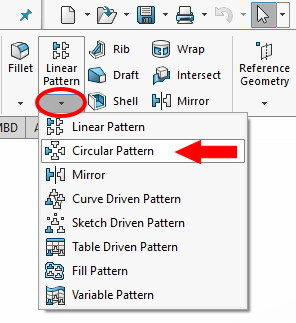 Fillet
Linear
Pattern
Rib
Draft
Shell
Wrap
Intersect
Mirror
Reference
Geometry
MBD
Linear Pattern
Circular Pattern
Mirror
Curve Driven Pattern
Sketch Driven Pattern
Table Driven Pattern
Fill Pattern
Variable Pattern